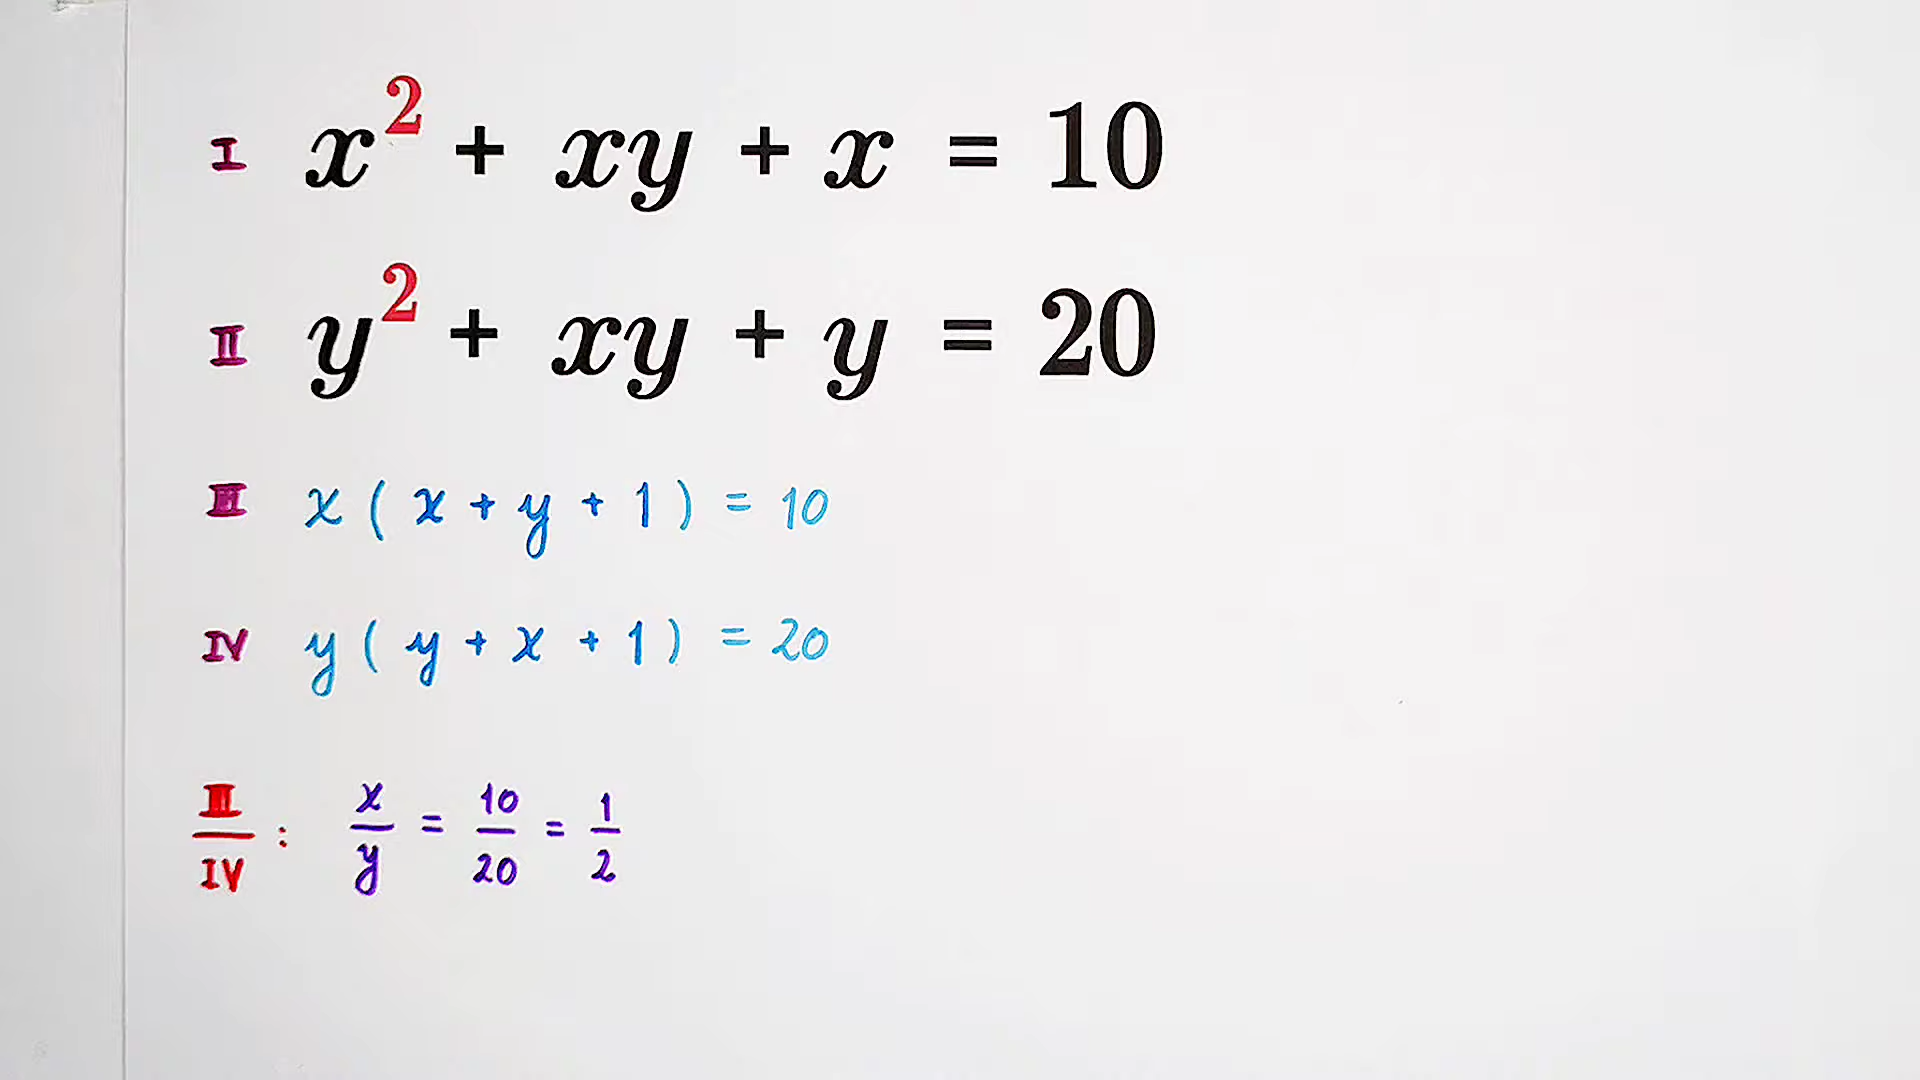 I x² + xy + x = 10
II y² + xy + y = 20
III x ( x + y + 1 ) = 10
IV y ( y + x + 1 ) = 20
III/IV : x/y = 10/20 = 1/2